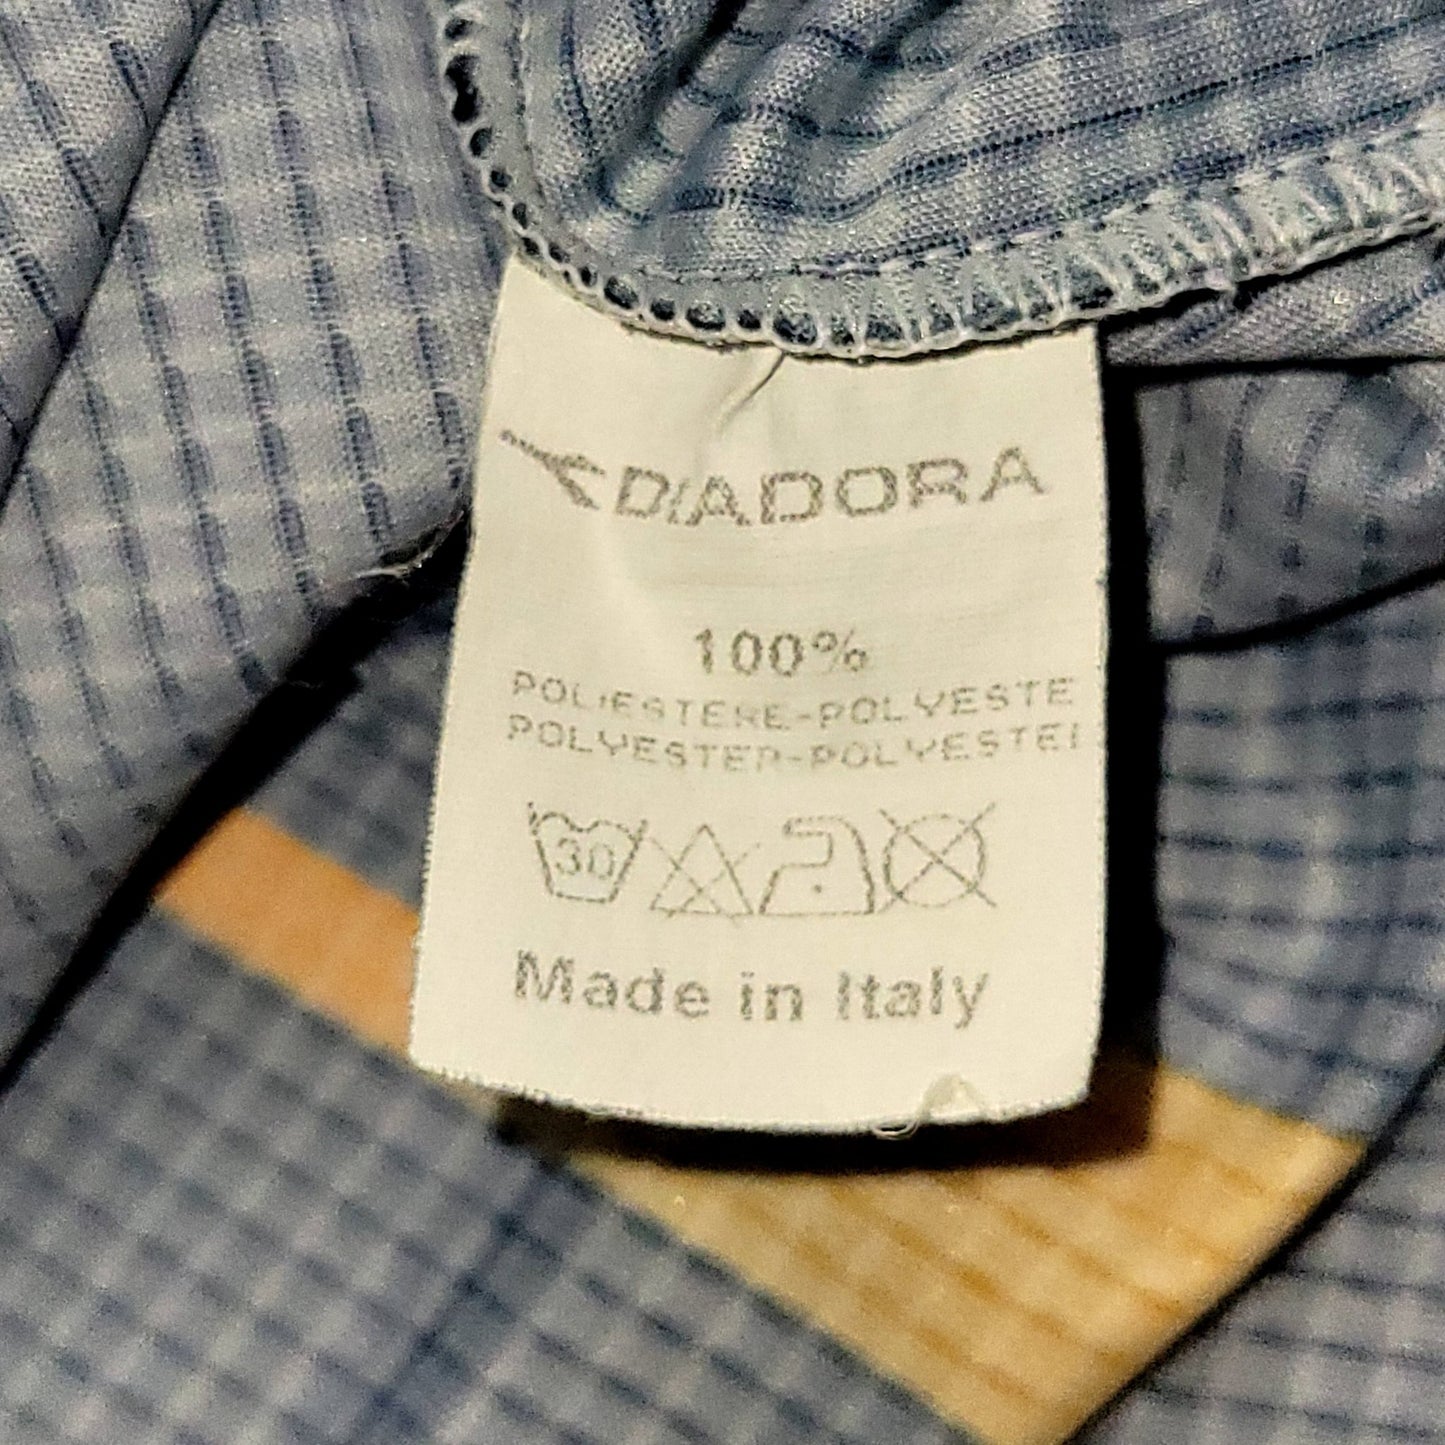 DIADORA
100%
POLIESTERE-POLYESTE
POLYESTER-POLYESTEI
30
Made in Italy